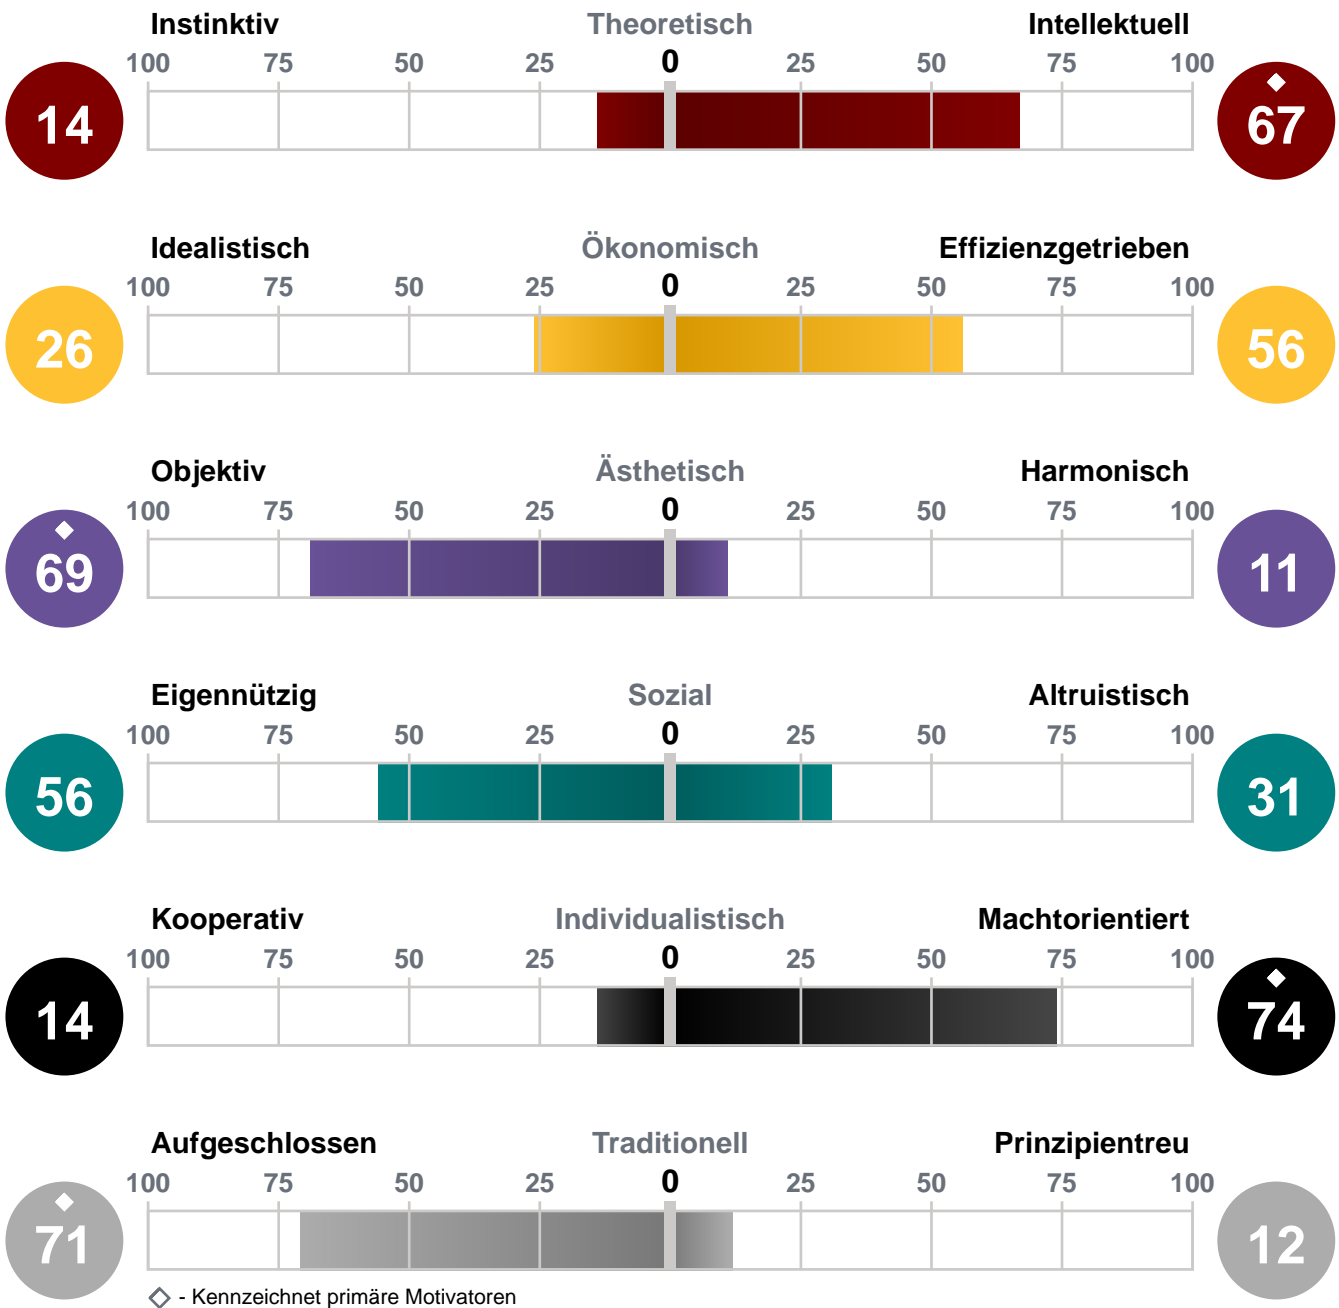 Instinktiv Theoretisch Intellektuell
100 75 50 25 0 25 50 75 100
14 67
Idealistisch Ökonomisch Effizienzgetrieben
100 75 50 25 0 25 50 75 100
26 56
Objektiv Ästhetisch Harmonisch
100 75 50 25 0 25 50 75 100
69 11
Eigennützig Sozial Altruistisch
100 75 50 25 0 25 50 75 100
56 31
Kooperativ Individualistisch Machtorientiert
100 75 50 25 0 25 50 75 100
14 74
Aufgeschlossen Traditionell Prinzipientreu
100 75 50 25 0 25 50 75 100
71 12
- Kennzeichnet primäre Motivatoren